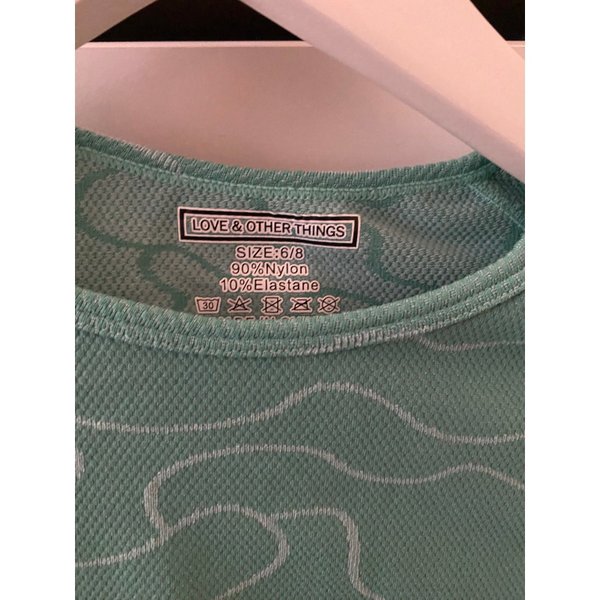 LOVE & OTHER THINGS
SIZE:6/8
90%Nylon
10%Elastane
30